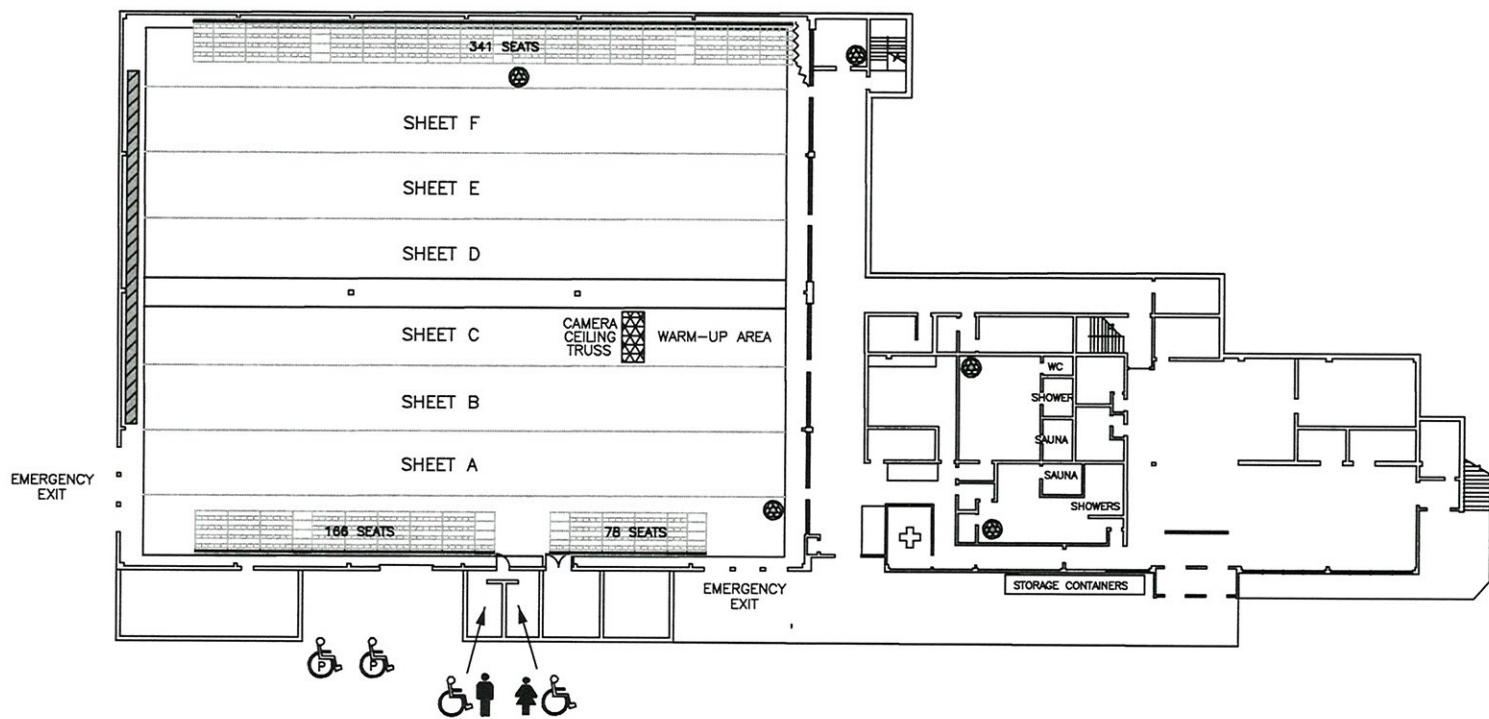 341 SEATS
SHEET F
SHEET E
SHEET D
SHEET C
CAMERA
CEILING
TRUSS
WARM-UP AREA
WC
SHOWER
SHEET B
SAUNA
SHEET A
SAUNA
EMERGENCY
EXIT
SHOWERS
166 SEATS
78 SEATS
EMERGENCY
EXIT
STORAGE CONTAINERS
P
P